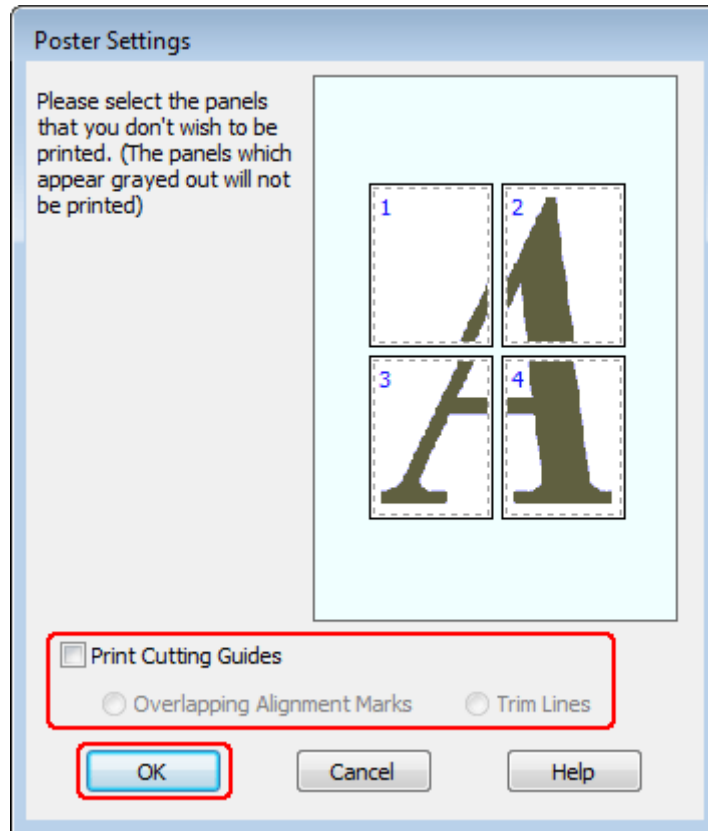 Poster Settings
Please select the panels
that you don't wish to be
printed. (The panels which
appear grayed out will not
be printed)
1 2
3 4
Print Cutting Guides
Overlapping Alignment Marks Trim Lines
OK Cancel Help